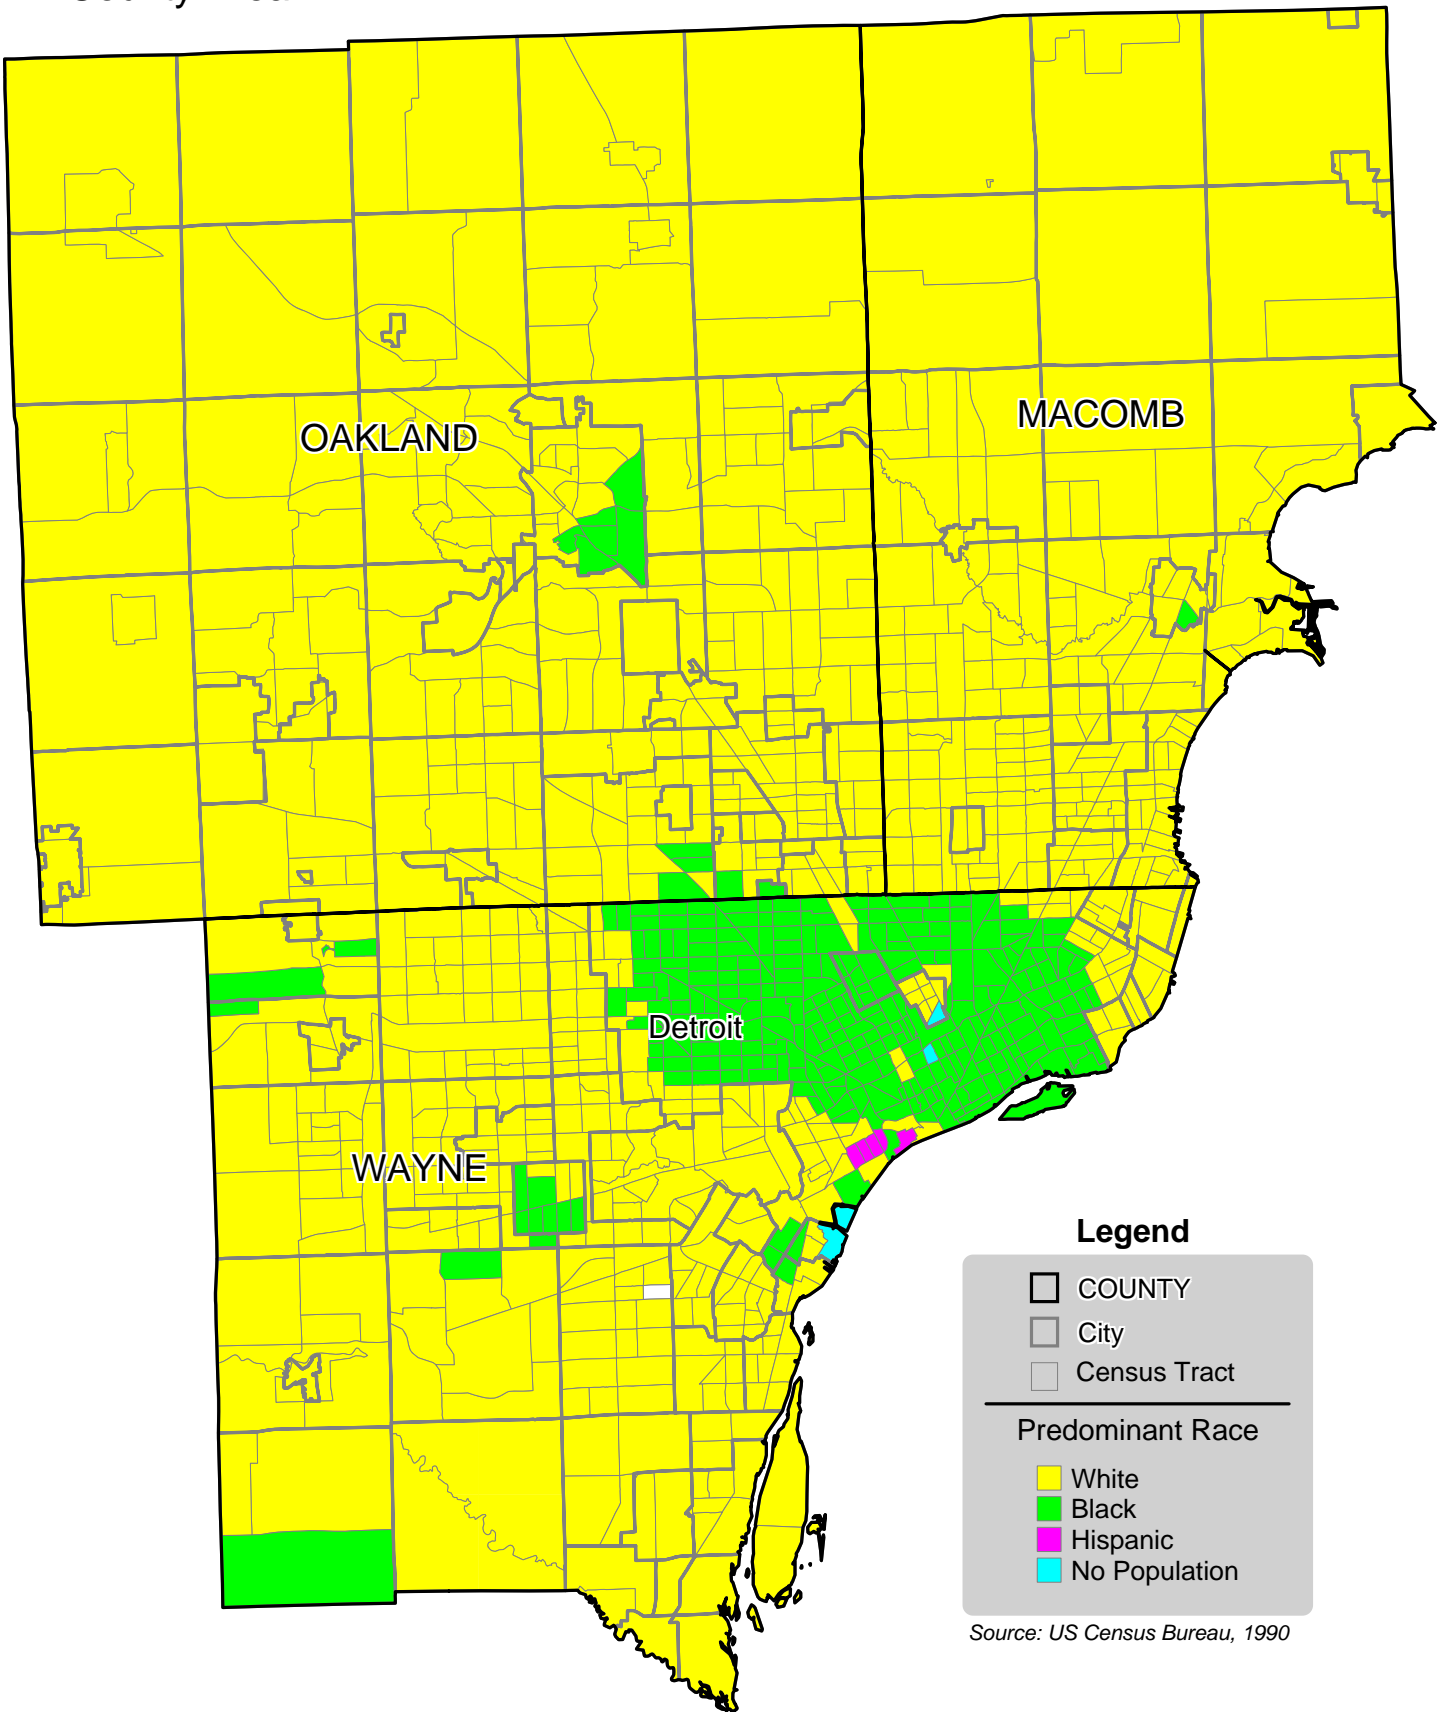 OAKLAND
MACOMB
Detroit
WAYNE
Legend
COUNTY
City
Census Tract
Predominant Race
White
Black
Hispanic
No Population
Source: US Census Bureau, 1990